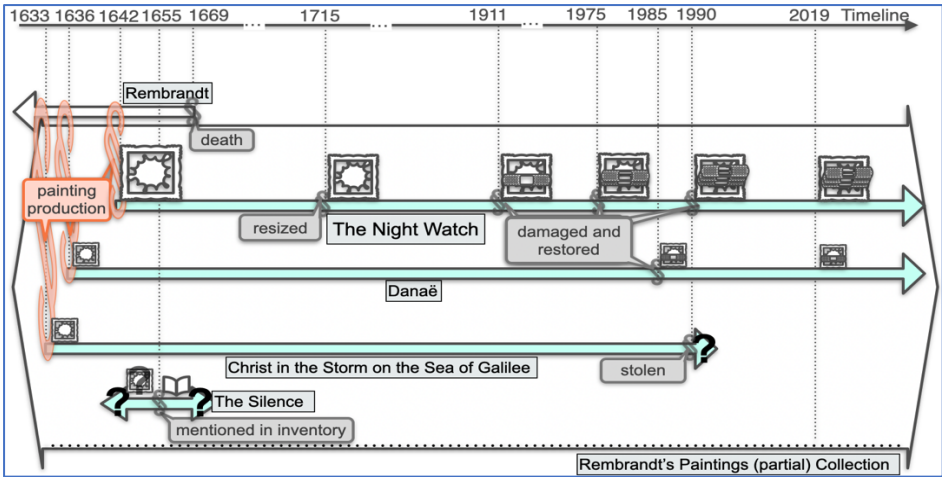 1633 1636 1642 1655 1669 ... 1715 ... 1911 ... 1975 1985 1990 2019 Timeline
Rembrandt
death
painting
production
resized
The Night Watch
damaged and
restored
Danaë
Christ in the Storm on the Sea of Galilee
stolen
? ? The Silence ?
mentioned in inventory
Rembrandt's Paintings (partial) Collection